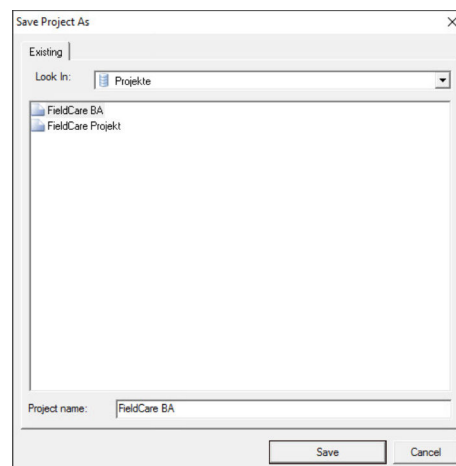 Save Project As
Existing
Look In: Projekte
FieldCare BA
FieldCare Projekt
Project name: FieldCare BA
Save Cancel